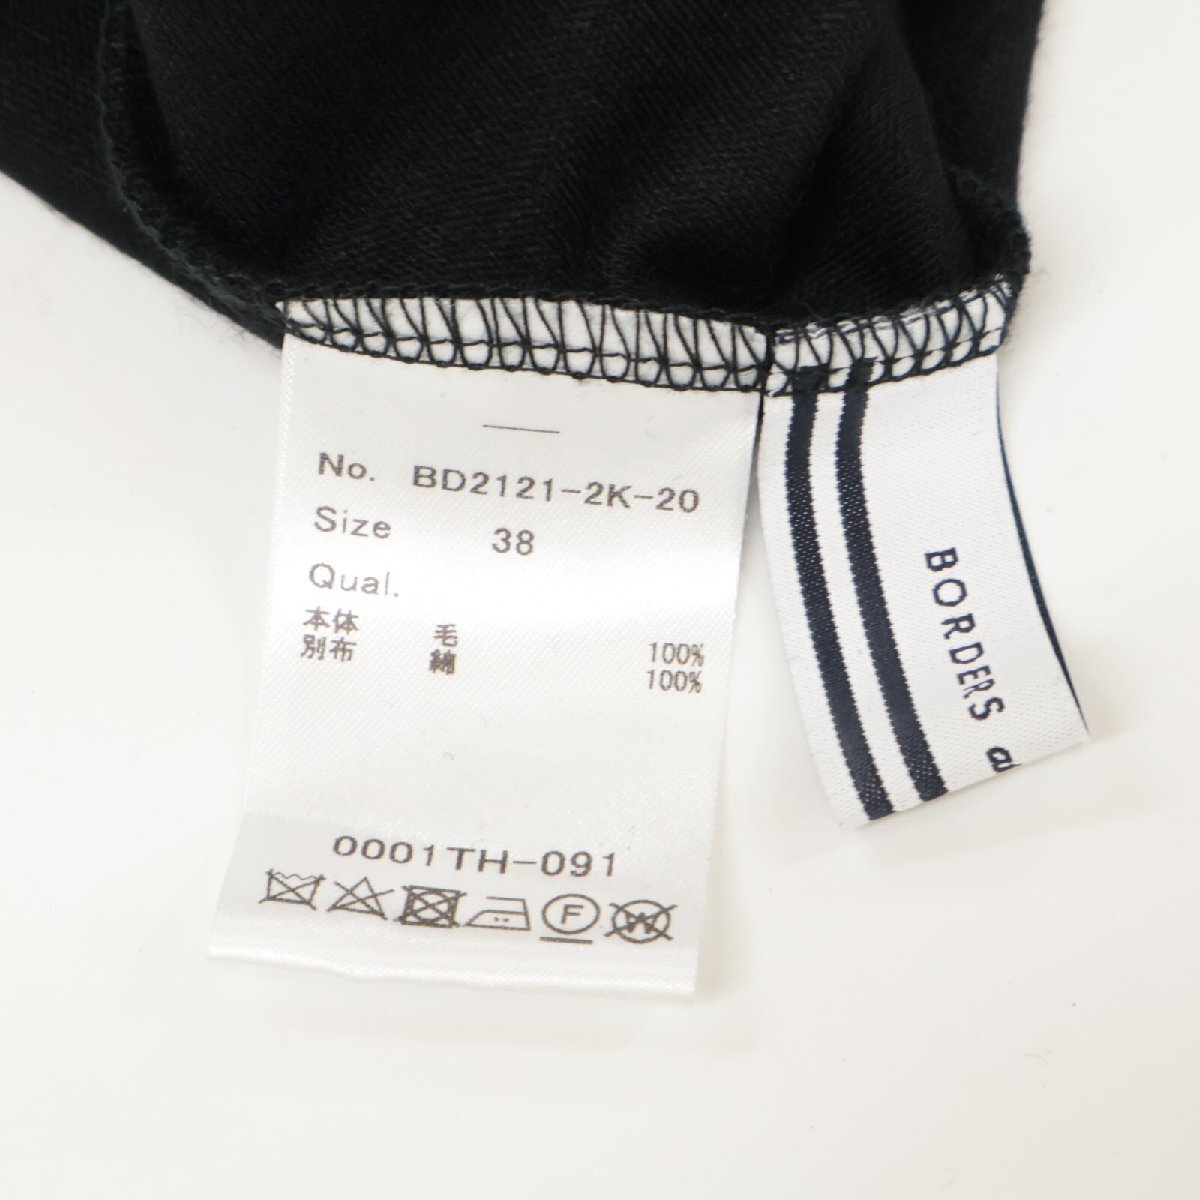 No. BD2121-2K-20
Size 38
Qual.
本体 毛 100%
別布 綿 100%
0001TH-091
F
W
BORDERS